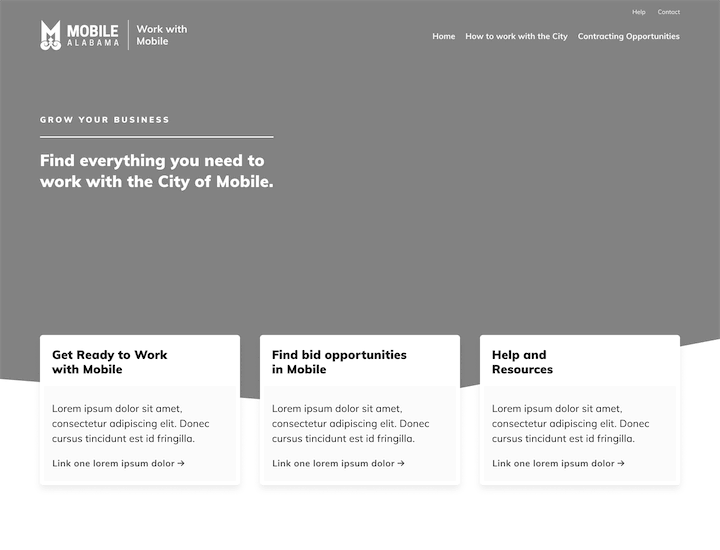 Help Contact
MOBILE
ALABAMA
Work with
Mobile
Home How to work with the City Contracting Opportunities
GROW YOUR BUSINESS
Find everything you need to
work with the City of Mobile.
Get Ready to Work
with Mobile
Lorem ipsum dolor sit amet,
consectetur adipiscing elit. Donec
cursus tincidunt est id fringilla.
Link one lorem ipsum dolor →
Find bid opportunities
in Mobile
Lorem ipsum dolor sit amet,
consectetur adipiscing elit. Donec
cursus tincidunt est id fringilla.
Link one lorem ipsum dolor →
Help and
Resources
Lorem ipsum dolor sit amet,
consectetur adipiscing elit. Donec
cursus tincidunt est id fringilla.
Link one lorem ipsum dolor →